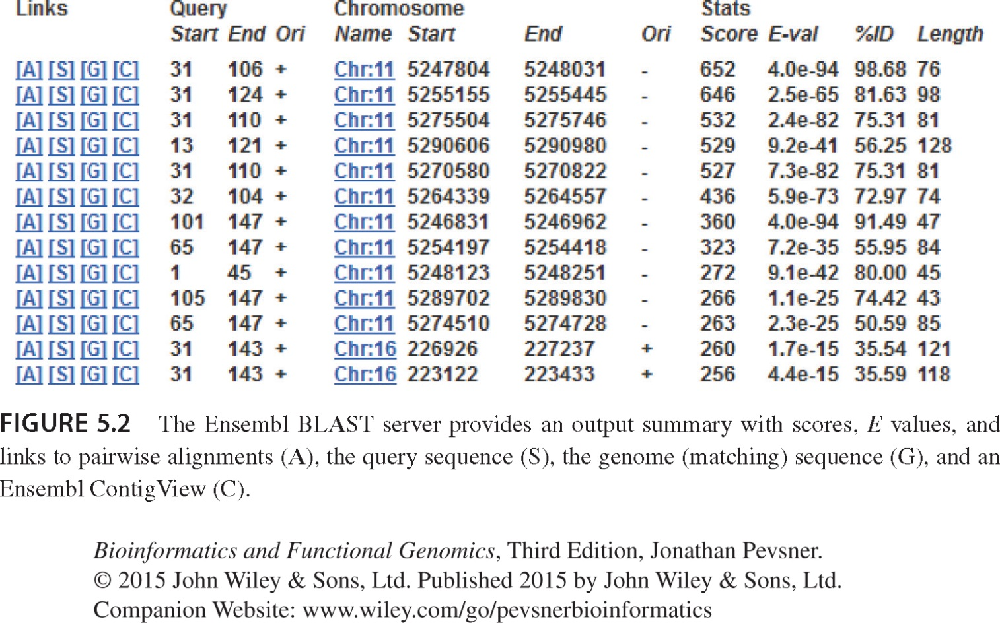 Links Query Chromosome Stats
Start End Ori Name Start End Ori Score E-val %ID Length
[A] [S] [G] [C] 31 106 + Chr:11 5247804 5248031 - 652 4.0e-94 98.68 76
[A] [S] [G] [C] 31 124 + Chr:11 5255155 5255445 - 646 2.5e-65 81.63 98
[A] [S] [G] [C] 31 110 + Chr:11 5275504 5275746 - 532 2.4e-82 75.31 81
[A] [S] [G] [C] 13 121 + Chr:11 5290606 5290980 - 529 9.2e-41 56.25 128
[A] [S] [G] [C] 31 110 + Chr:11 5270580 5270822 - 527 7.3e-82 75.31 81
[A] [S] [G] [C] 32 104 + Chr:11 5264339 5264557 - 436 5.9e-73 72.97 74
[A] [S] [G] [C] 101 147 + Chr:11 5246831 5246962 - 360 4.0e-94 91.49 47
[A] [S] [G] [C] 65 147 + Chr:11 5254197 5254418 - 323 7.2e-35 55.95 84
[A] [S] [G] [C] 1 45 + Chr:11 5248123 5248251 - 272 9.1e-42 80.00 45
[A] [S] [G] [C] 105 147 + Chr:11 5289702 5289830 - 266 1.1e-25 74.42 43
[A] [S] [G] [C] 65 147 + Chr:11 5274510 5274728 - 263 2.3e-25 50.59 85
[A] [S] [G] [C] 31 143 + Chr:16 226926 227237 + 260 1.7e-15 35.54 121
[A] [S] [G] [C] 31 143 + Chr:16 223122 223433 + 256 4.4e-15 35.59 118
FIGURE 5.2 The Ensembl BLAST server provides an output summary with scores, E values, and
links to pairwise alignments (A), the query sequence (S), the genome (matching) sequence (G), and an
Ensembl ContigView (C).
Bioinformatics and Functional Genomics, Third Edition, Jonathan Pevsner.
© 2015 John Wiley & Sons, Ltd. Published 2015 by John Wiley & Sons, Ltd.
Companion Website: www.wiley.com/go/pevsnerbioinformatics